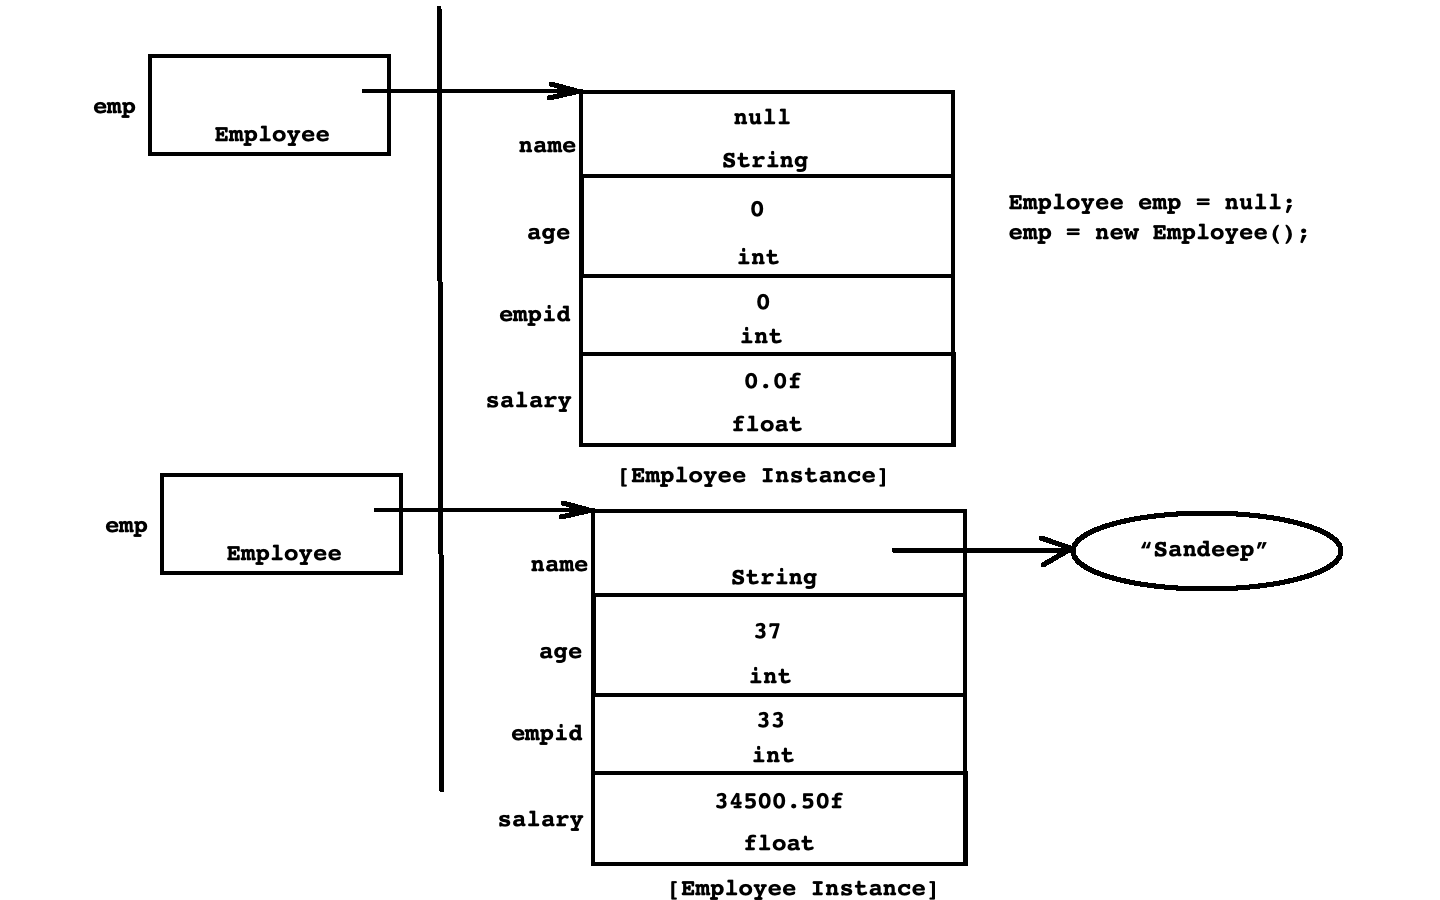 emp
Employee
name
null
String
age
0
int
empid
0
int
salary
0.0f
float
[Employee Instance]
Employee emp = null;
emp = new Employee();
emp
Employee
name
String
“Sandeep”
age
37
int
empid
33
int
salary
34500.50f
float
[Employee Instance]